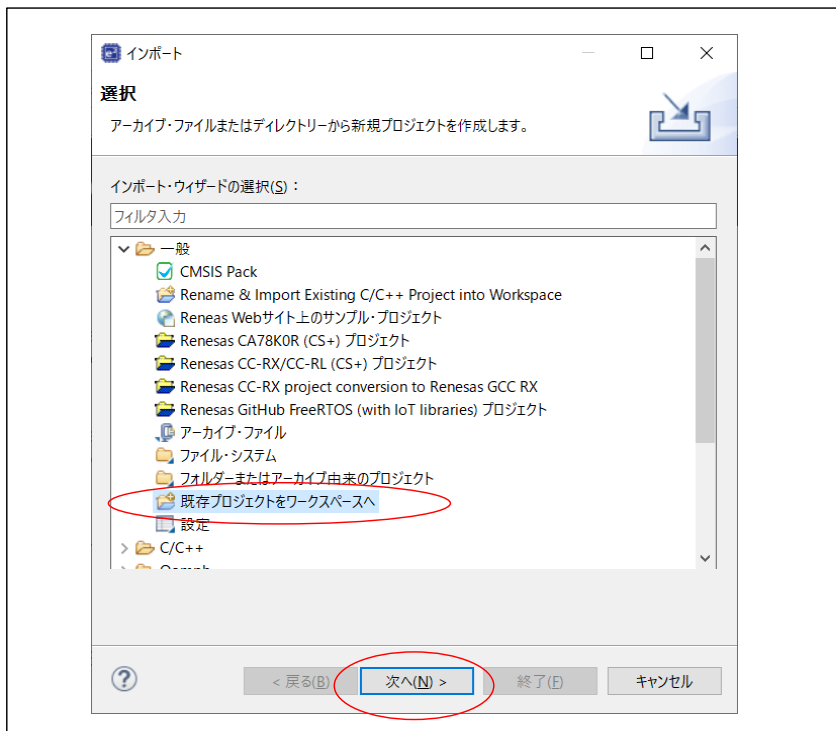 インポート
選択
アーカイブ・ファイルまたはディレクトリーから新規プロジェクトを作成します。
インポート・ウィザードの選択(S)：
フィルタ入力
一般
CMSIS Pack
Rename & Import Existing C/C++ Project into Workspace
Reneas Webサイト上のサンプル・プロジェクト
Renesas CA78K0R (CS+) プロジェクト
Renesas CC-RX/CC-RL (CS+) プロジェクト
Renesas CC-RX project conversion to Renesas GCC RX
Renesas GitHub FreeRTOS (with IoT libraries) プロジェクト
アーカイブ・ファイル
ファイル・システム
フォルダーまたはアーカイブ由来のプロジェクト
既存プロジェクトをワークスペースへ
設定
C/C++
Oomph
< 戻る(B) 次へ(N) > 終了(F) キャンセル